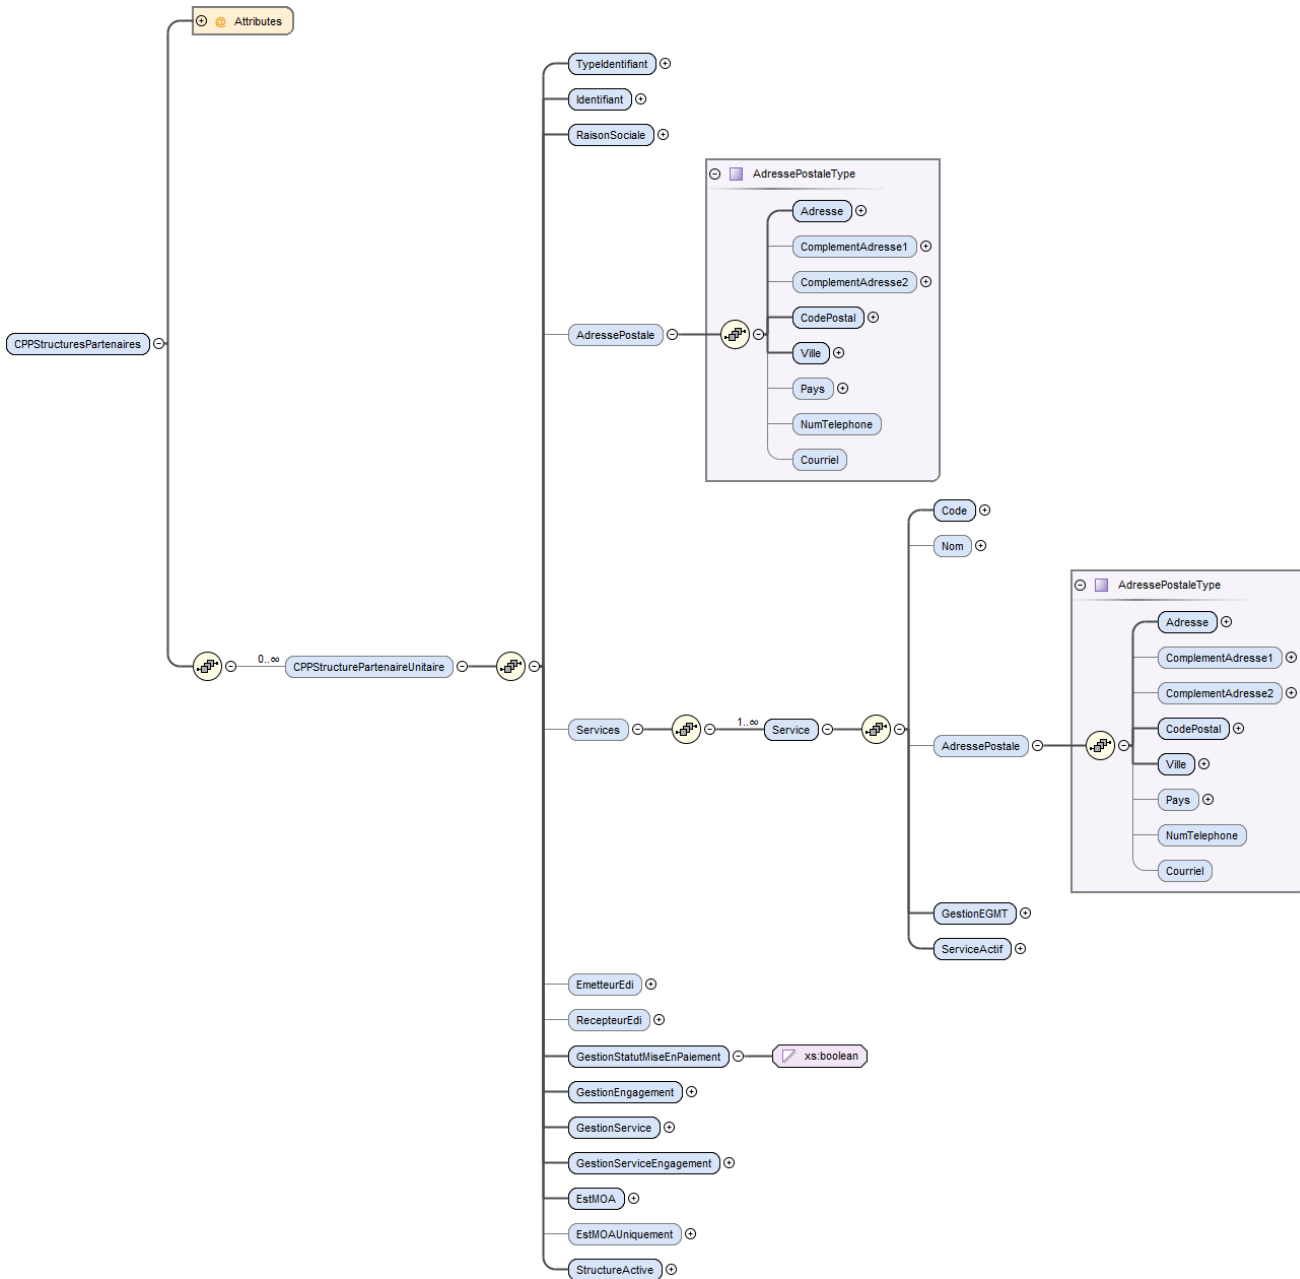 @ Attributes
TypeIdentifiant
Identifiant
RaisonSociale
AdressePostaleType
Adresse
ComplementAdresse1
ComplementAdresse2
CodePostal
AdressePostale
CPPStructuresPartenaires
Ville
Pays
NumTelephone
Courriel
Code
Nom
AdressePostaleType
Adresse
ComplementAdresse1
0..∞ CPPStructurePartenaireUnitaire
ComplementAdresse2
Services
1..∞ Service
CodePostal
AdressePostale
Ville
Pays
NumTelephone
Courriel
GestionEGMT
ServiceActif
EmetteurEdi
RecepteurEdi
GestionStatutMiseEnPaiement
xs:boolean
GestionEngagement
GestionService
GestionServiceEngagement
EstMOA
EstMOAUniquement
StructureActive